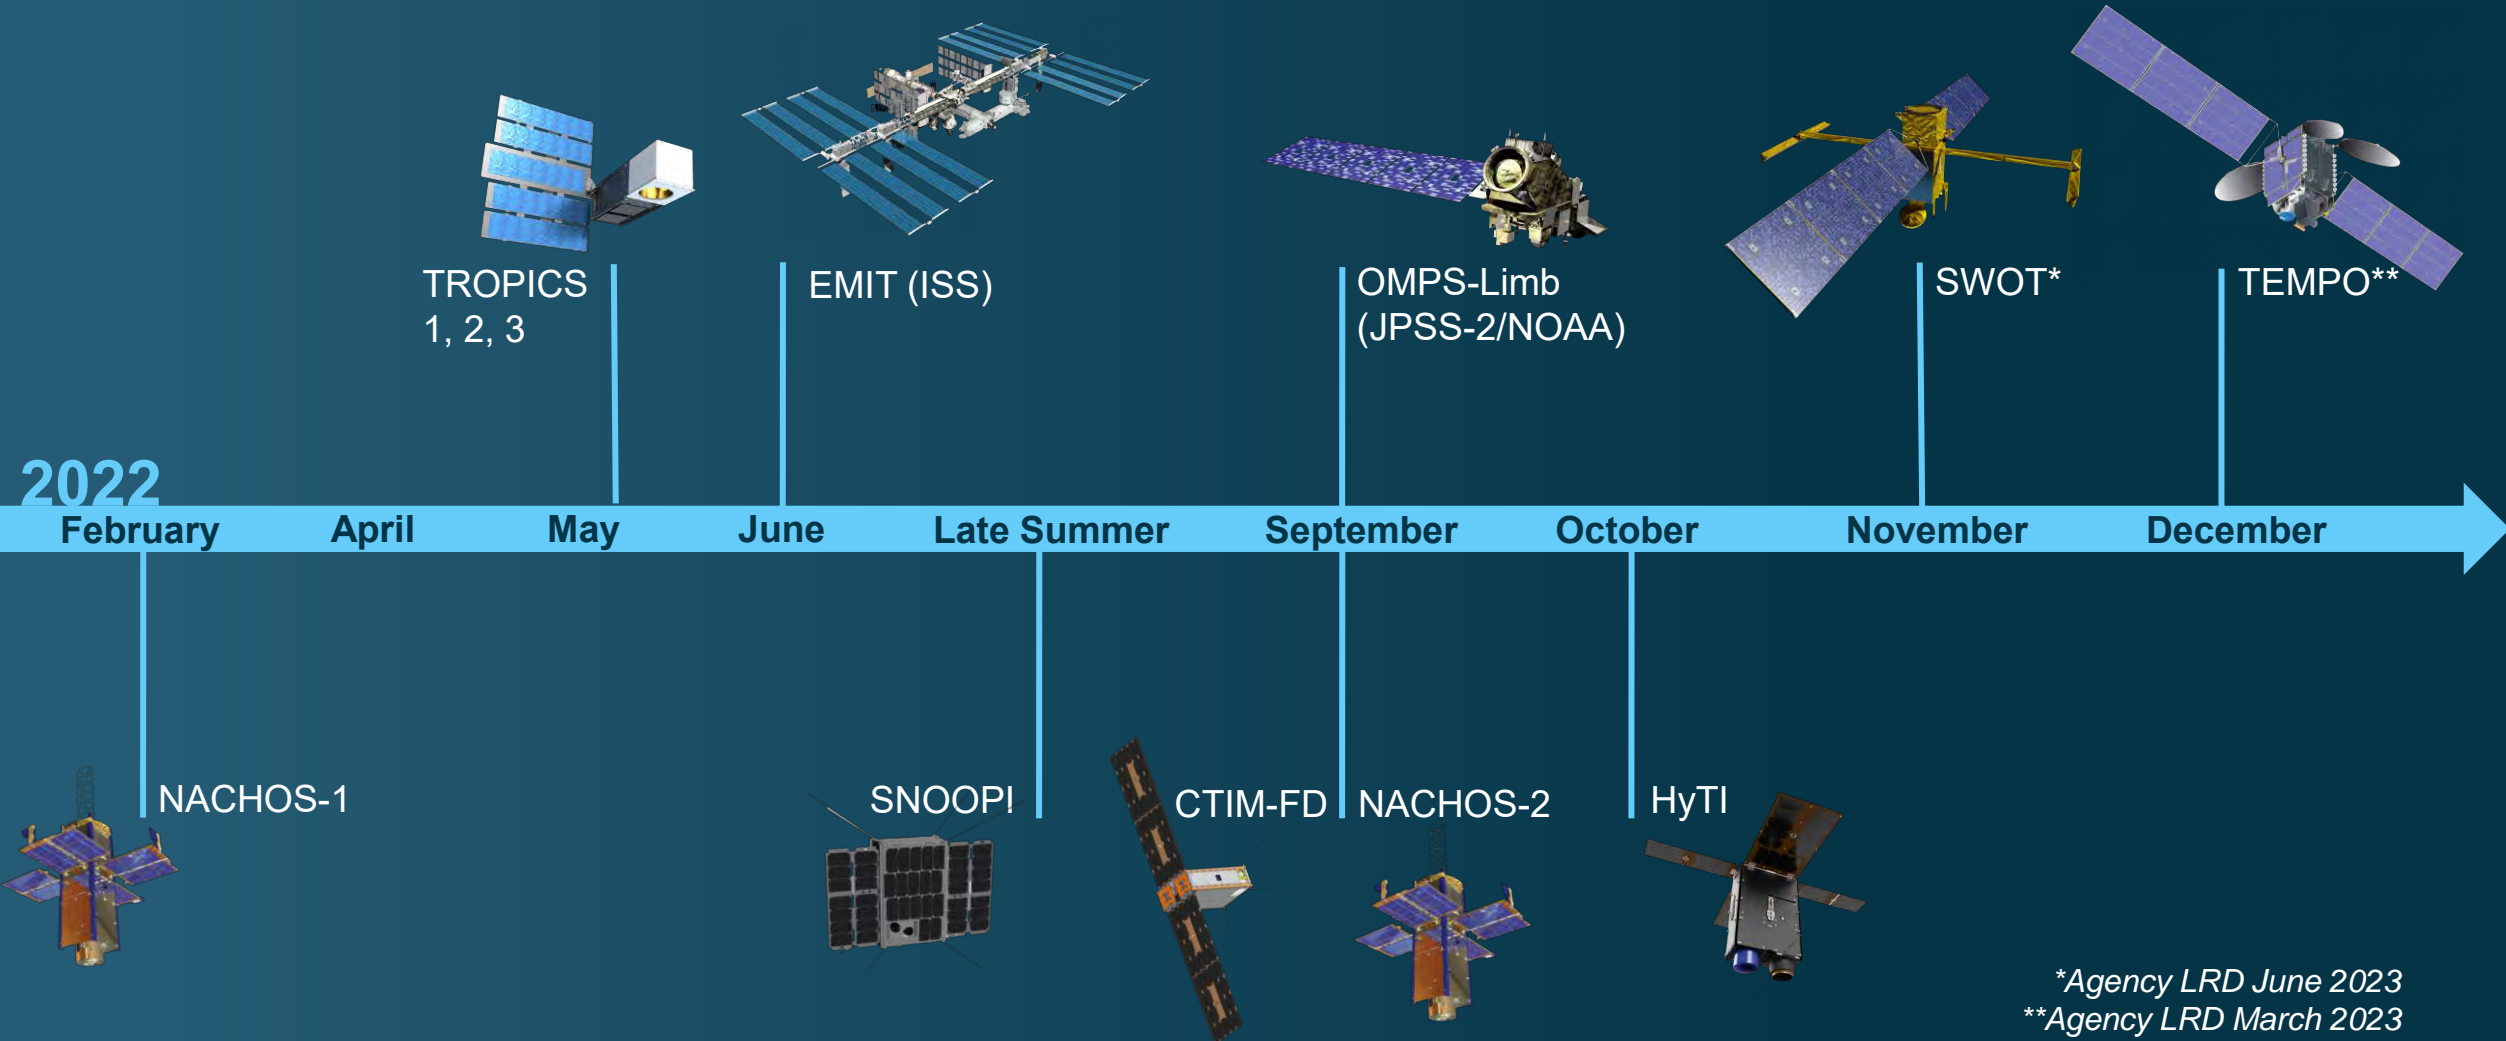 TROPICS
1, 2, 3
EMIT (ISS)
OMPS-Limb
(JPSS-2/NOAA)
SWOT*
TEMPO**
2022
February
April
May
June
Late Summer
September
October
November
December
NACHOS-1
SNOOPI
CTIM-FD
NACHOS-2
HyTI
*Agency LRD June 2023
**Agency LRD March 2023